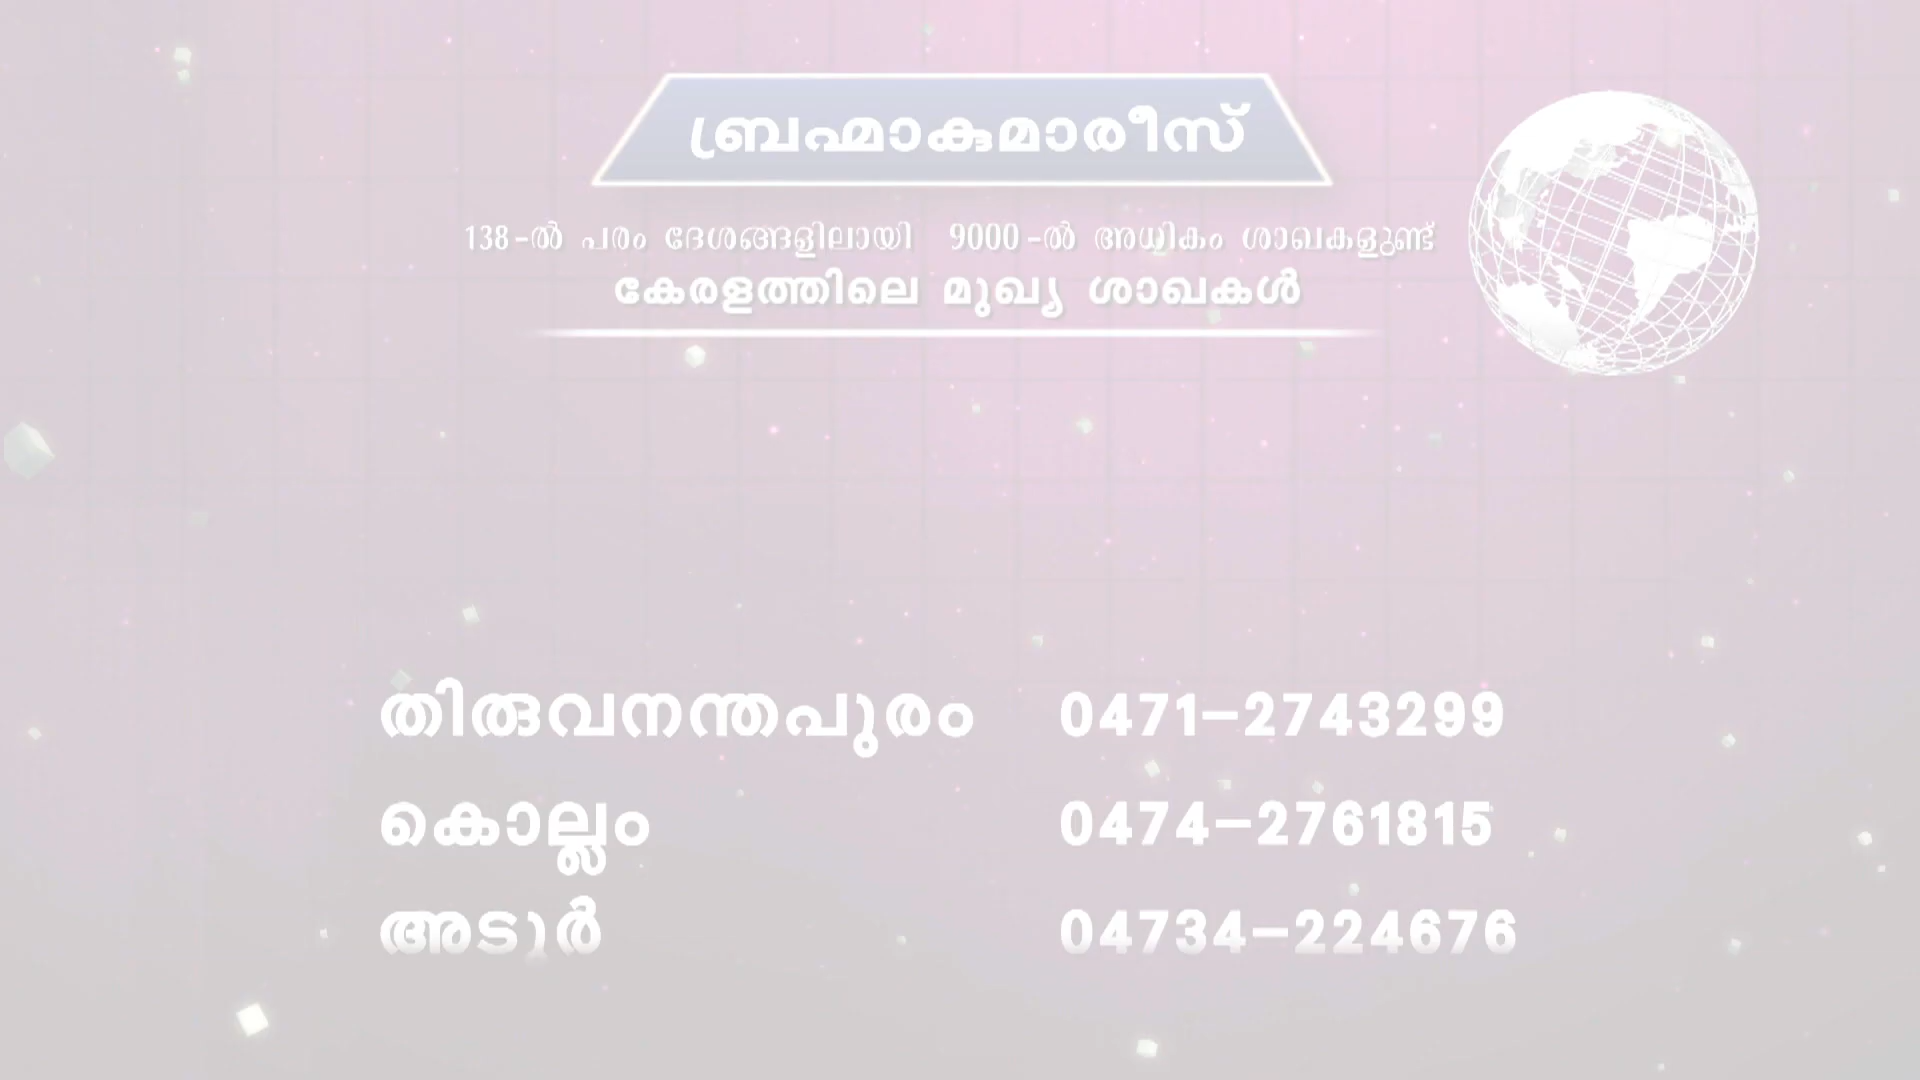 ബ്രഹ്മാകുമാരീസ്
138-ൽ പരം ദേശങ്ങളിലായി 9000-ൽ അധികം ശാഖകളുണ്ട്
കേരളത്തിലെ മുഖ്യ ശാഖകൾ
തിരുവനന്തപുരം 0471-2743299
കൊല്ലം 0474-2761815
അടൂർ 04734-224676